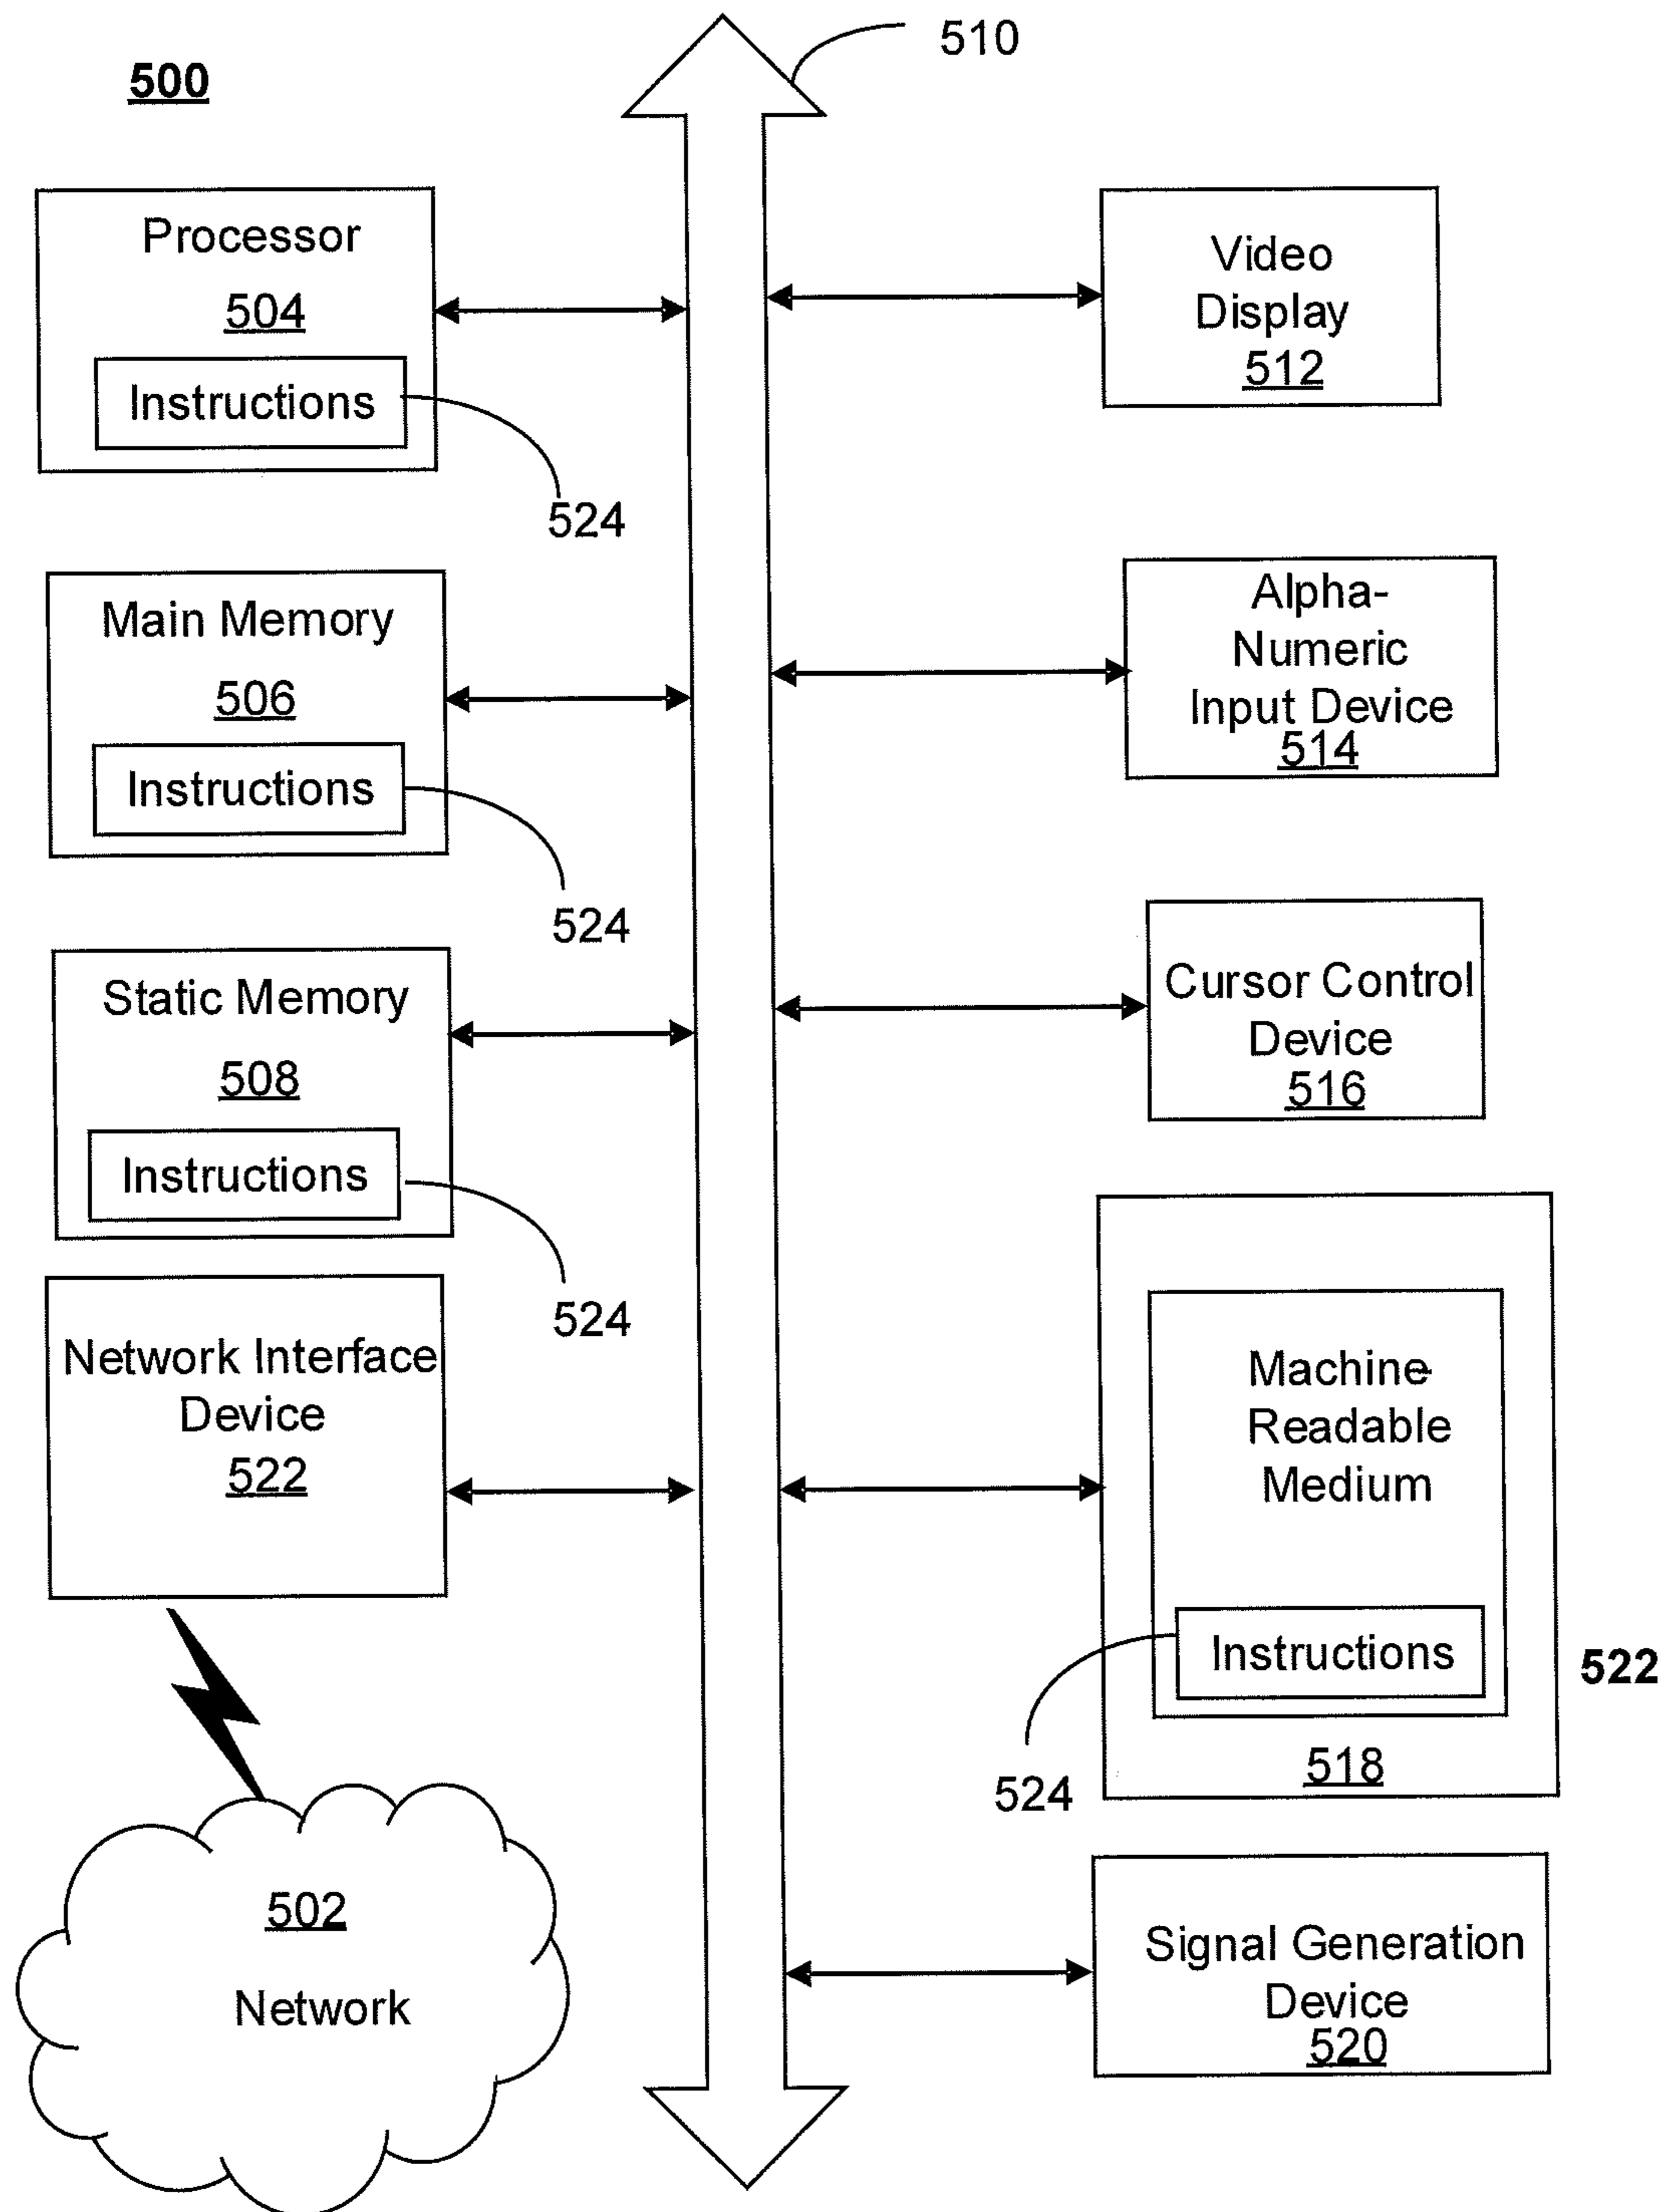 500
510
Processor
504
Instructions
524
Main Memory
506
Instructions
524
Static Memory
508
Instructions
524
Network Interface
Device
522
502
Network
Video
Display
512
Alpha-
Numeric
Input Device
514
Cursor Control
Device
516
Machine-
Readable
Medium
Instructions
522
524
518
Signal Generation
Device
520